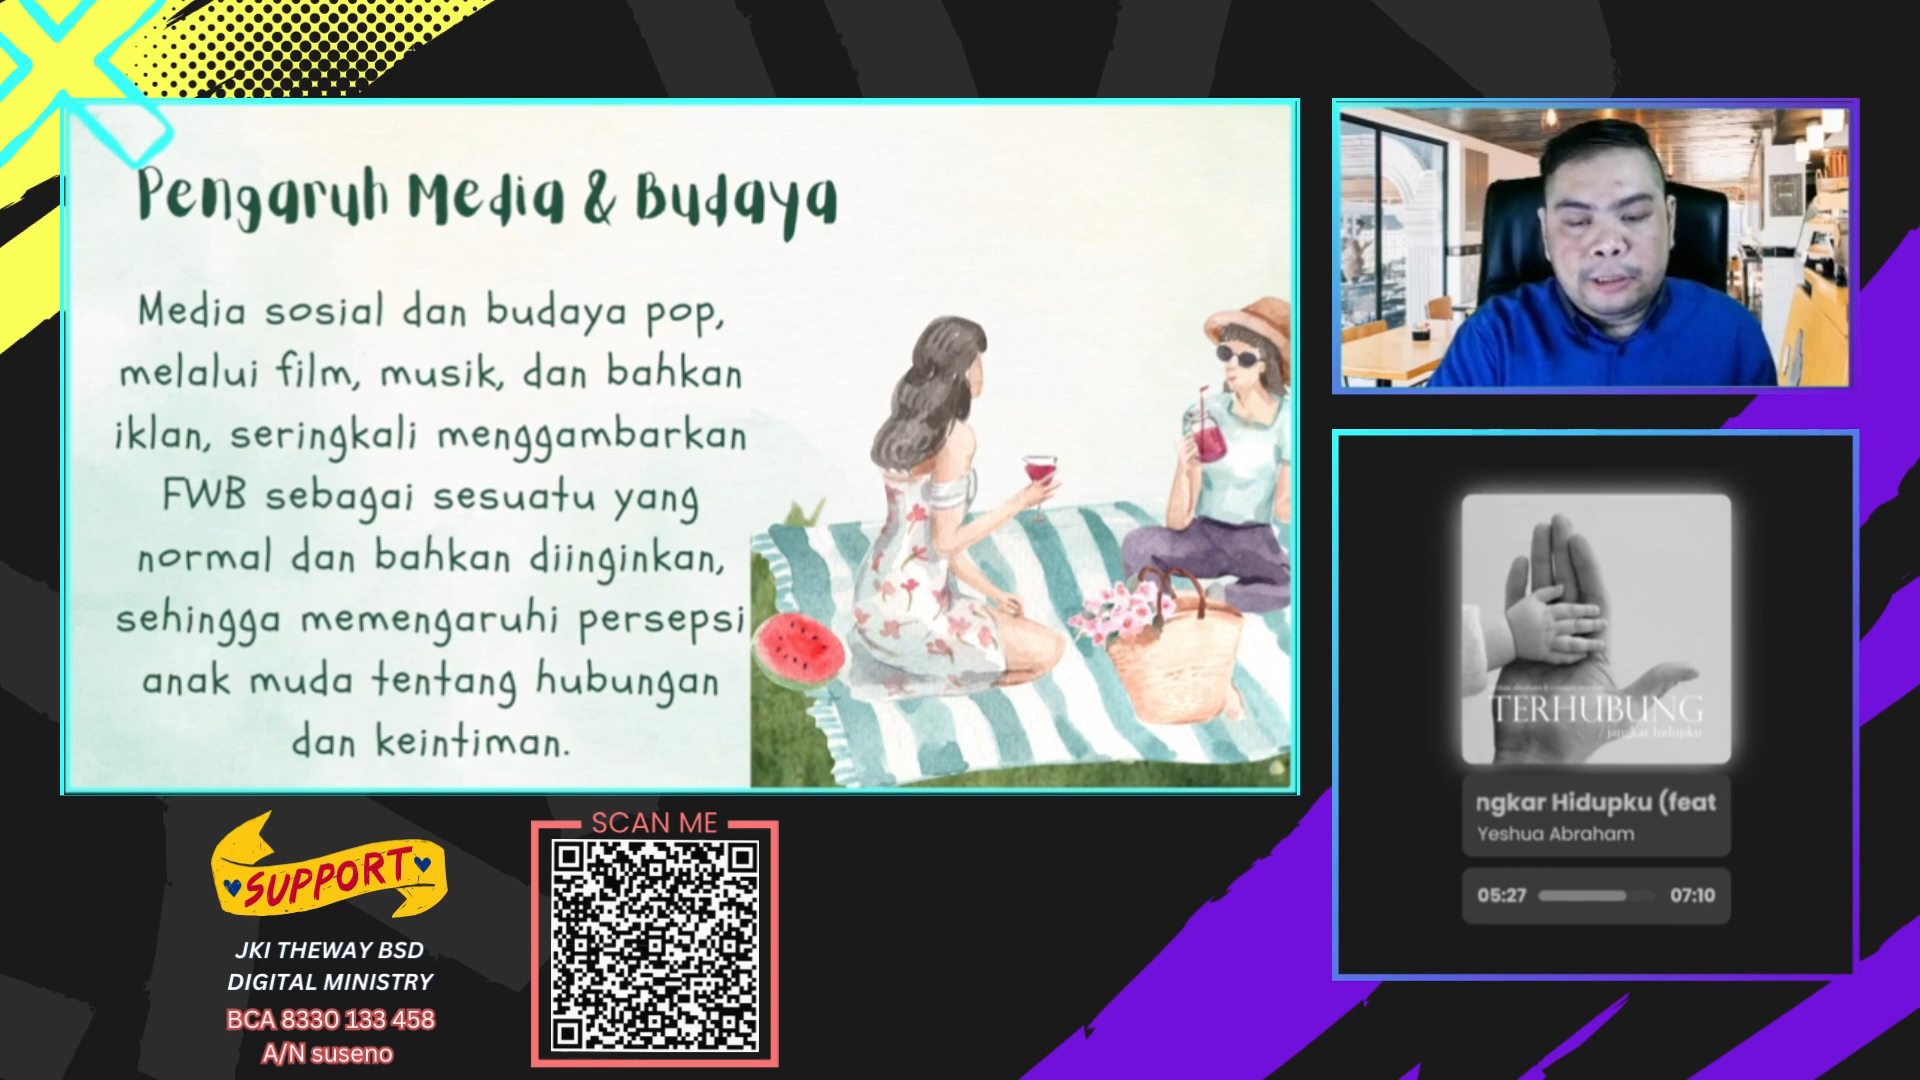 Pengaruh Media & Budaya
Media sosial dan budaya pop,
melalui film, musik, dan bahkan
iklan, seringkali menggambarkan
FWB sebagai sesuatu yang
normal dan bahkan diinginkan,
sehingga memengaruhi persepsi
anak muda tentang hubungan
dan keintiman.
TERHUBUNG
jangkar hidupku
ngkar Hidupku (feat
Yeshua Abraham
05:27
07:10
SUPPORT
JKI THEWAY BSD
DIGITAL MINISTRY
BCA 8330 133 458
A/N suseno
SCAN ME